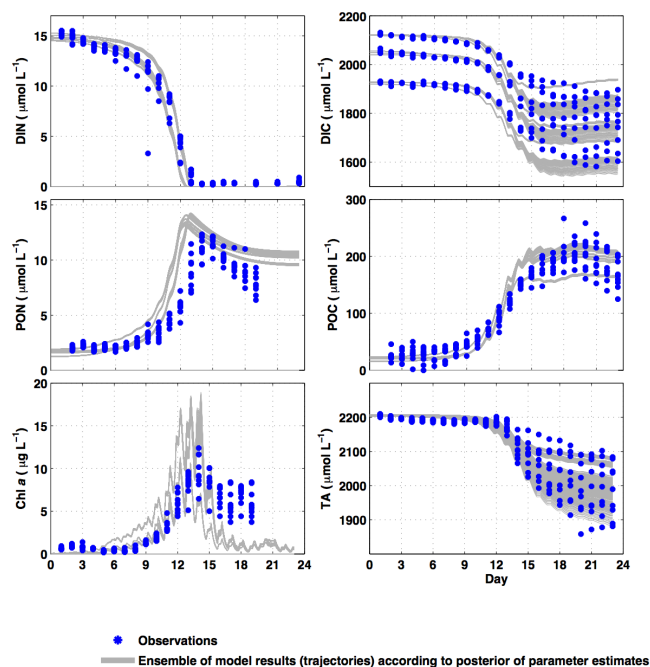 DIN ( μmol L−1)
15
10
5
0
DIC ( μmol L−1)
2200
2000
1800
1600
PON ( μmol L−1)
15
10
5
0
POC ( μmol L−1)
300
200
100
0
Chl a ( μg L−1)
20
15
10
5
0
0 3 6 9 12 15 18 21 24
TA ( μmol L−1)
2200
2100
2000
1900
0 3 6 9 12 15 18 21 24
Day
Observations
Ensemble of model results (trajectories) according to posterior of parameter estimates